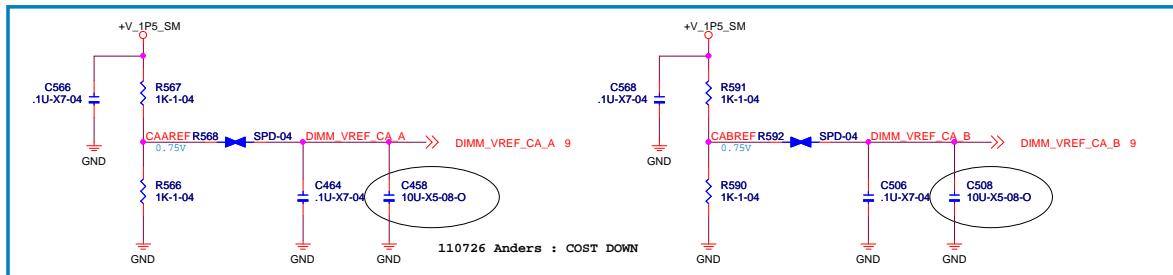 +V_1P5_SM
C566
.1U-X7-04
R567
1K-1-04
GND
CAAREF
0.75V
R568
SPD-04
DIMM_VREF_CA_A
DIMM_VREF_CA_A 9
R566
1K-1-04
C464
.1U-X7-04
C458
10U-X5-08-O
GND
GND
GND
+V_1P5_SM
C568
.1U-X7-04
R591
1K-1-04
GND
CABREF
0.75V
R592
SPD-04
DIMM_VREF_CA_B
DIMM_VREF_CA_B 9
R590
1K-1-04
C506
.1U-X7-04
C508
10U-X5-08-O
GND
GND
GND
110726 Anders : COST DOWN